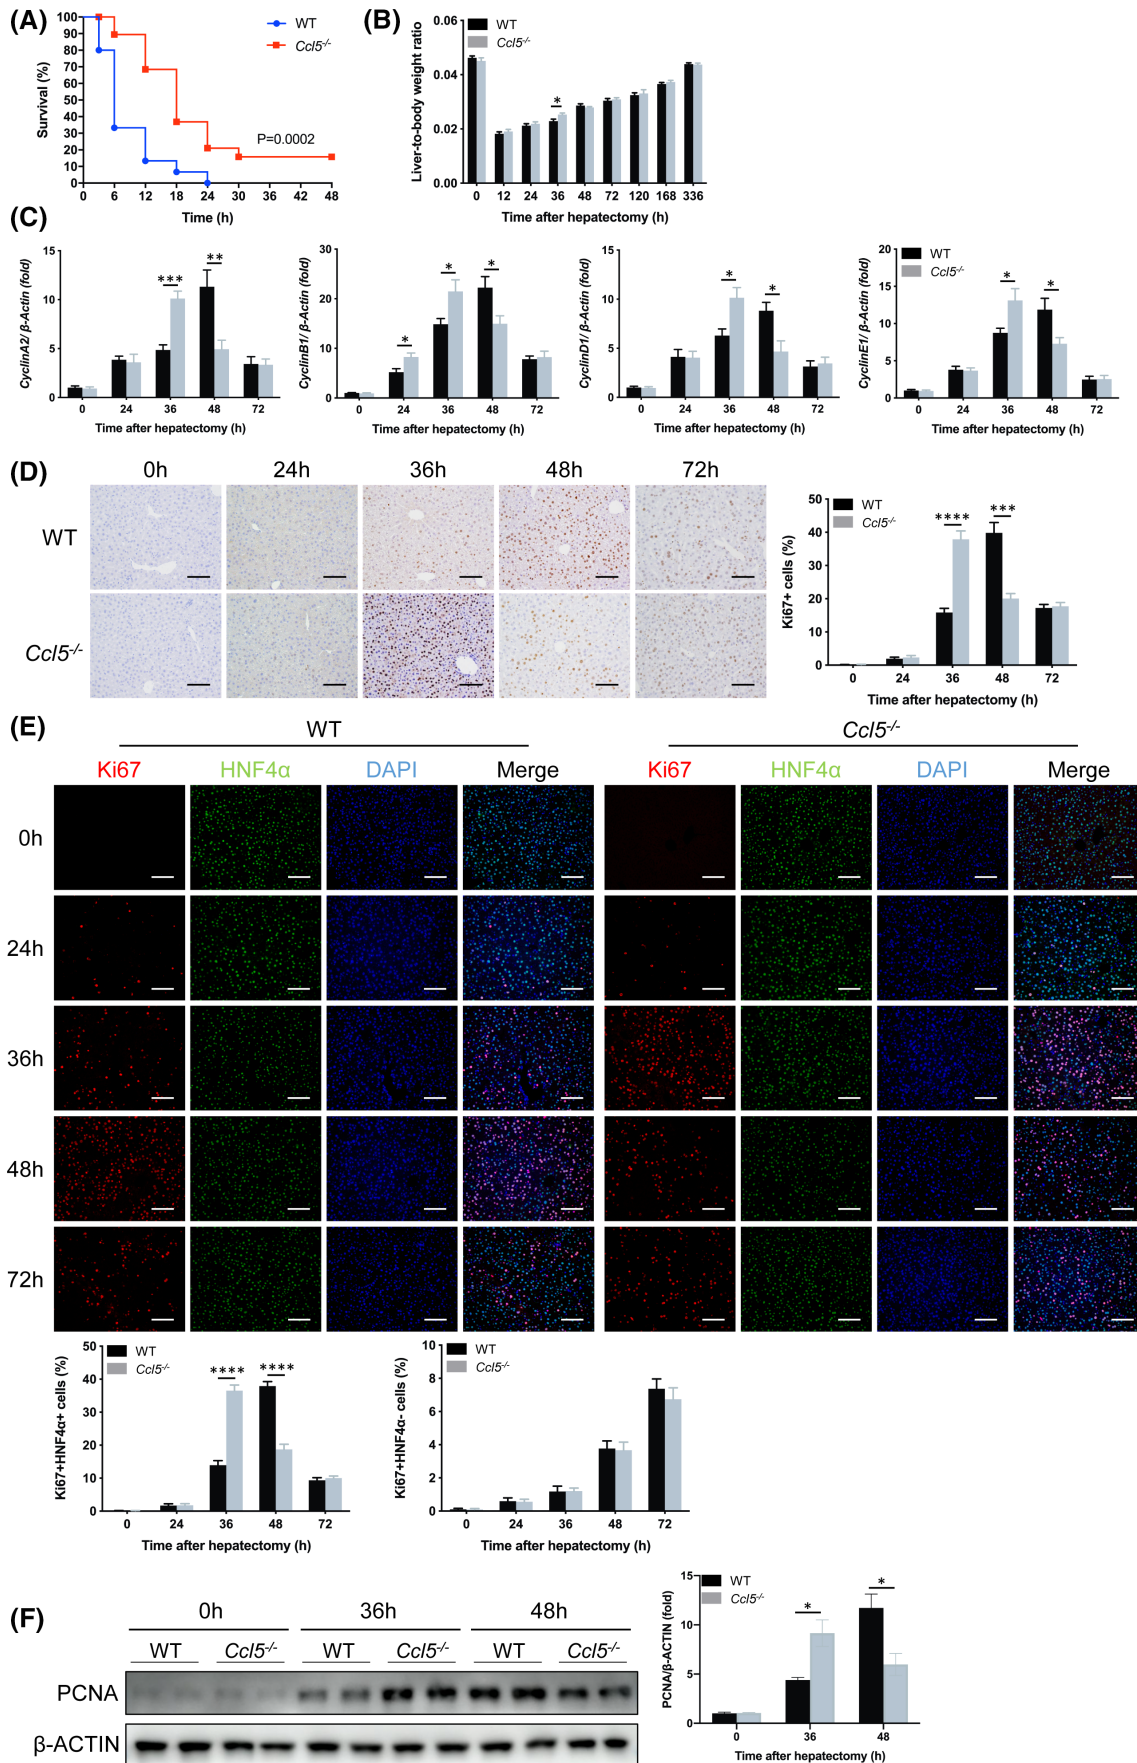 (A)
WT
Ccl5-/-
100
90
80
70
60
50
40
30
20
10
0
Survival (%)
P=0.0002
0 6 12 18 24 30 36 42 48
Time (h)
(B)
WT
Ccl5-/-
0.06
0.04
0.02
0.00
Liver-to-body weight ratio
*
0 12 24 36 48 72 120 168 336
Time after hepatectomy (h)
(C)
CyclinA2/ β-Actin (fold)
15
10
5
0
*** **
0 24 36 48 72
Time after hepatectomy (h)
CyclinB1/ β-Actin (fold)
30
20
10
0
* * *
0 24 36 48 72
Time after hepatectomy (h)
CyclinD1/ β-Actin (fold)
15
10
5
0
* *
0 24 36 48 72
Time after hepatectomy (h)
CyclinE1/ β-Actin (fold)
15
10
5
0
WT
Ccl5-/-
* *
0 24 36 48 72
Time after hepatectomy (h)
(D)
0h 24h 36h 48h 72h
WT
Ccl5-/-
Ki67+ cells (%)
50
40
30
20
10
0
WT
Ccl5-/-
**** ***
0 24 36 48 72
Time after hepatectomy (h)
(E)
WT Ccl5-/-
Ki67 HNF4α DAPI Merge Ki67 HNF4α DAPI Merge
0h
24h
36h
48h
72h
Ki67+HNF4α+ cells (%)
50
40
30
20
10
0
WT
Ccl5-/-
**** ****
0 24 36 48 72
Time after hepatectomy (h)
Ki67+HNF4α- cells (%)
10
8
6
4
2
0
WT
Ccl5-/-
0 24 36 48 72
Time after hepatectomy (h)
(F)
0h 36h 48h
WT Ccl5-/- WT Ccl5-/- WT Ccl5-/-
PCNA
β-ACTIN
PCNA/β-ACTIN (fold)
15
10
5
0
WT
Ccl5-/-
* *
0 36 48
Time after hepatectomy (h)